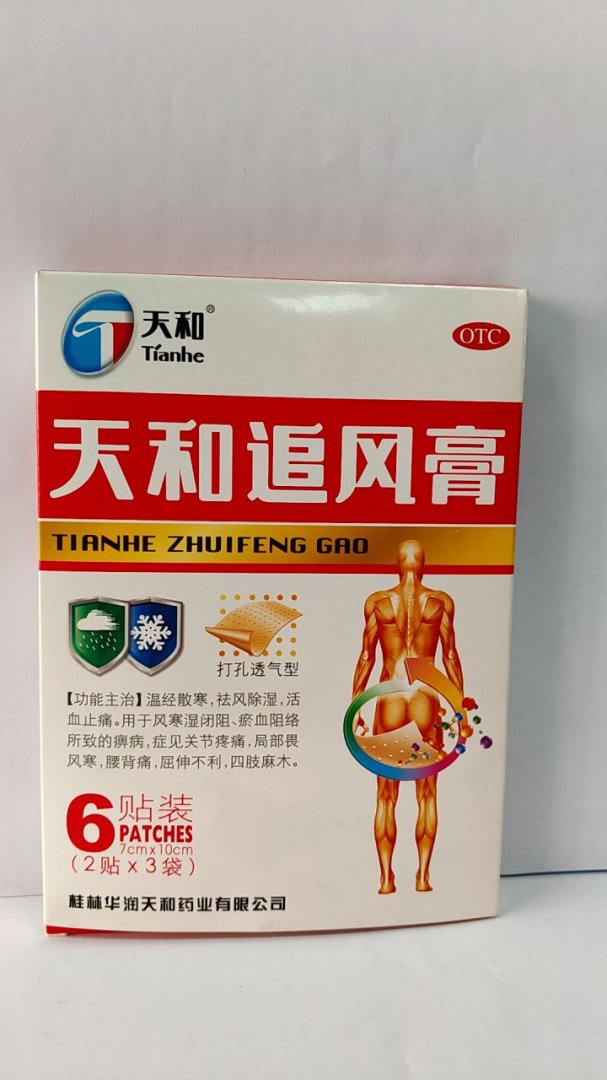 天和®
Tianhe
OTC
天和追风膏
TIANHE ZHUIFENG GAO
打孔透气型
【功能主治】温经散寒,祛风除湿,活
血止痛。用于风寒湿闭阻、瘀血阻络
所致的痹病,症见关节疼痛,局部畏
风寒,腰背痛,屈伸不利,四肢麻木。
6贴装
PATCHES
7cmx10cm
(2贴x3袋)
桂林华润天和药业有限公司